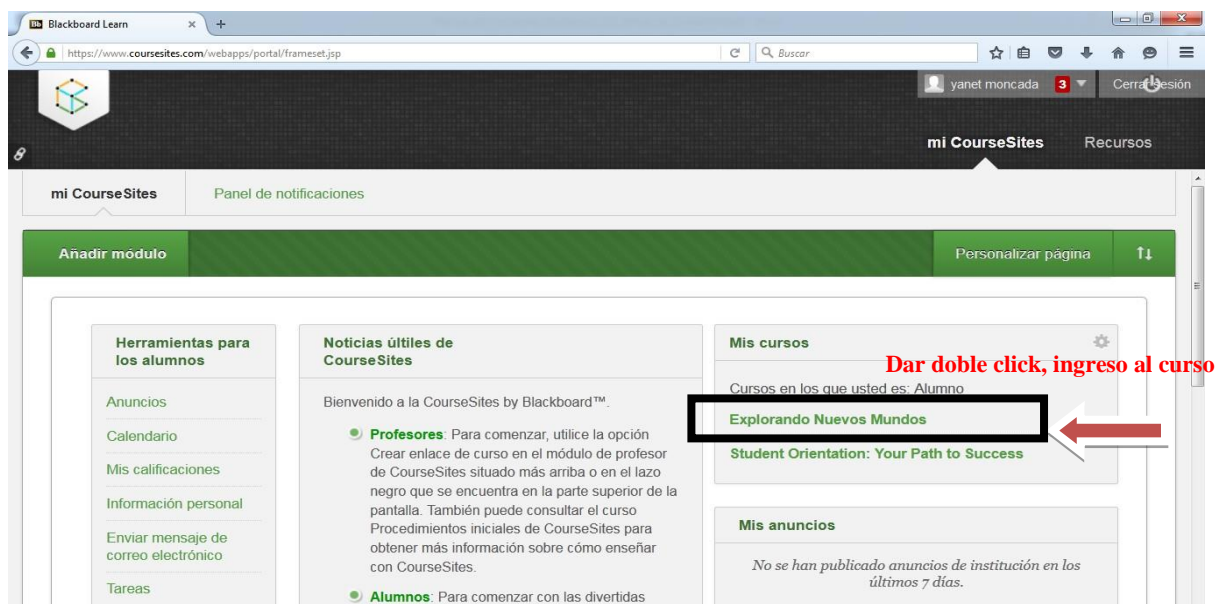 Bb Blackboard Learn
https://www.coursesites.com/webapps/portal/frameset.jsp
Buscar
yanet moncada 3 Cerrar sesión
mi CourseSites Recursos
mi CourseSites Panel de notificaciones
Añadir módulo Personalizar página
Herramientas para
los alumnos
Anuncios
Calendario
Mis calificaciones
Información personal
Enviar mensaje de
correo electrónico
Tareas
Noticias últiles de
CourseSites
Bienvenido a la CourseSites by Blackboard™.
Profesores: Para comenzar, utilice la opción
Crear enlace de curso en el módulo de profesor
de CourseSites situado más arriba o en el lazo
negro que se encuentra en la parte superior de la
pantalla. También puede consultar el curso
Procedimientos iniciales de CourseSites para
obtener más información sobre cómo enseñar
con CourseSites.
Alumnos: Para comenzar con las divertidas
Mis cursos
Dar doble click, ingreso al curso
Cursos en los que usted es: Alumno
Explorando Nuevos Mundos
Student Orientation: Your Path to Success
Mis anuncios
No se han publicado anuncios de institución en los
últimos 7 días.